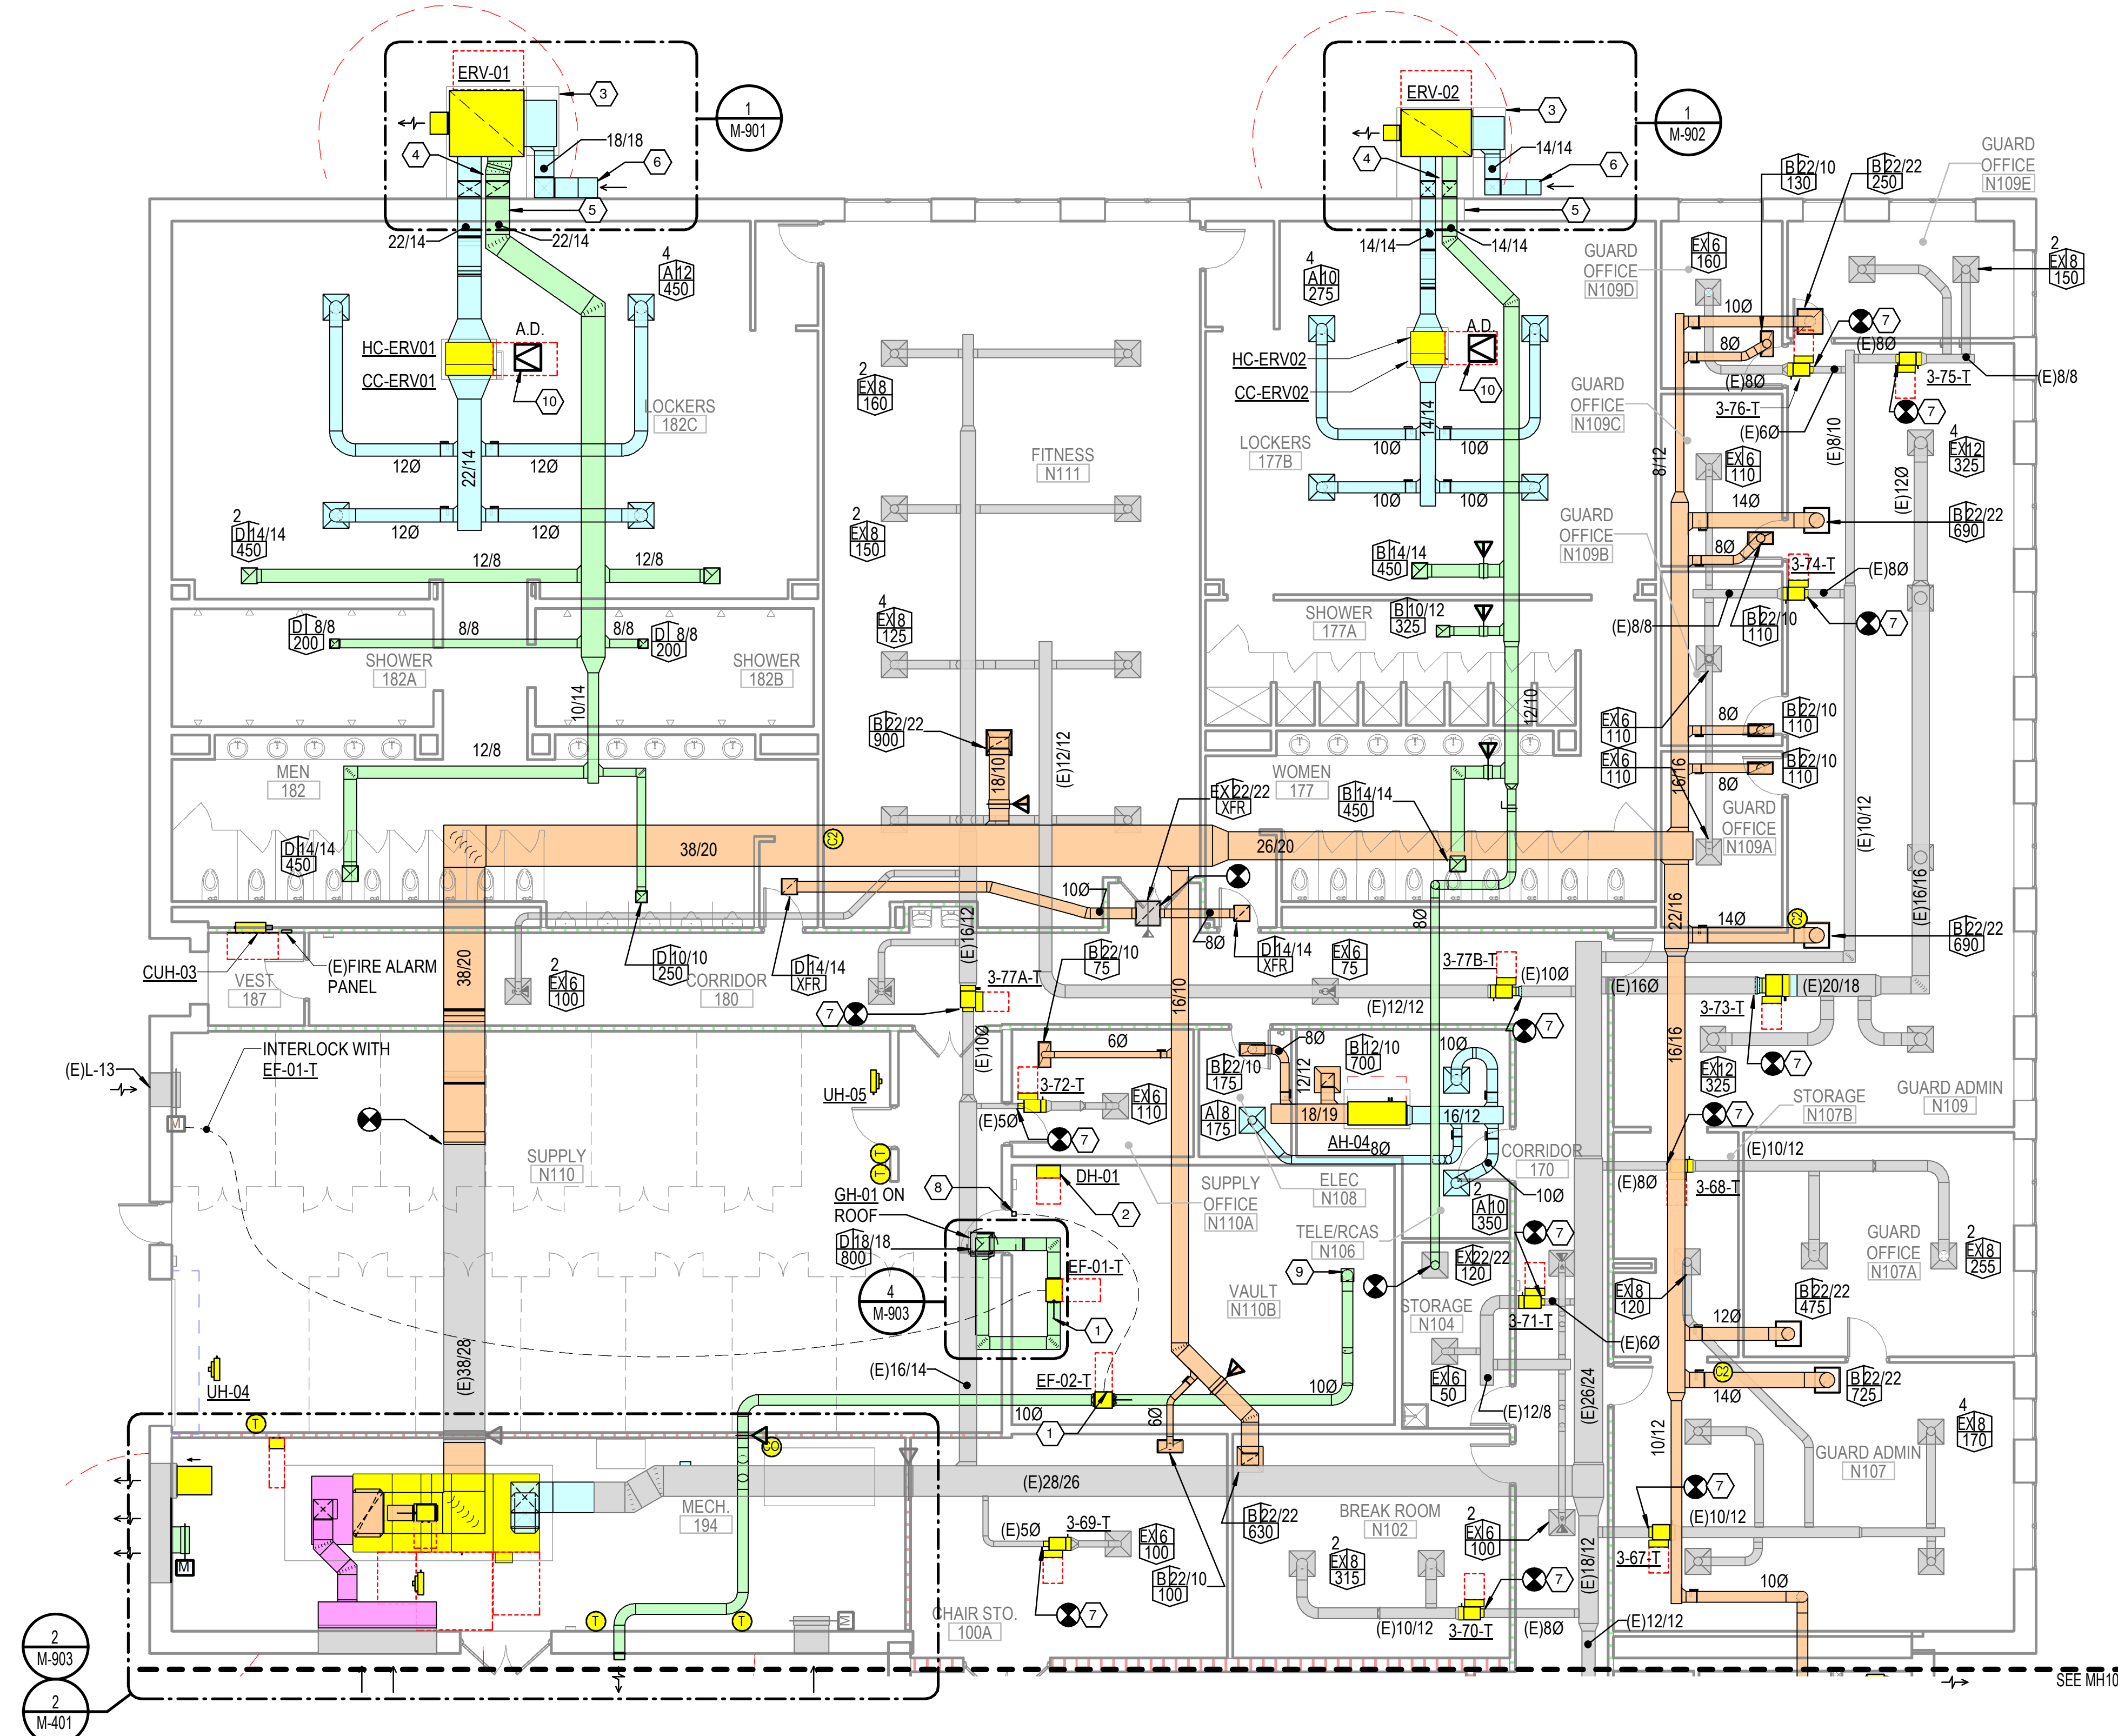 ERV-01
3
1
M-901
18/18
4
6
5
22/14
22/14
4
A 12
450
HC-ERV01
CC-ERV01
A.D.
10
LOCKERS
182C
12Ø
12Ø
22/14
12Ø
12Ø
2
D 14/14
450
12/8
12/8
D 8/8
200
8/8
8/8
D 8/8
200
SHOWER
182A
SHOWER
182B
10/14
12/8
MEN
182
D 14/14
450
D 10/10
250
2
EX 8
160
2
EX 8
150
4
EX 8
125
FITNESS
N111
B 22/22
900
18/10
(E)12/12
38/20
C2
26/20
ERV-02
3
1
M-902
14/14
4
6
5
14/14
14/14
4
A 10
275
HC-ERV02
CC-ERV02
A.D.
10
LOCKERS
177B
14/14
10Ø
10Ø
10Ø
10Ø
B 14/14
450
B 10/12
325
SHOWER
177A
12/10
WOMEN
177
B 14/14
450
EX 22/22
XFR
GUARD
OFFICE
N109E
B 22/10
130
B 22/22
250
EX 6
160
2
EX 8
150
GUARD
OFFICE
N109D
10Ø
8Ø
7
(E)8Ø
(E)8Ø
3-75-T
(E)8/8
3-76-T
(E)6Ø
7
GUARD
OFFICE
N109C
(E)8/10
4
EX 12
325
(E)12Ø
8/12
EX 6
110
14Ø
B 22/22
690
8Ø
GUARD
OFFICE
N109B
3-74-T
(E)8Ø
(E)8/8
B 22/10
110
7
8Ø
B 22/10
110
EX 6
110
EX 6
110
B 22/10
110
8Ø
16/16
GUARD
OFFICE
N109A
(E)10/12
(E)16/16
22/16
14Ø
C2
B 22/22
690
CUH-03
(E)FIRE ALARM
PANEL
VEST
187
38/20
2
EX 6
100
CORRIDOR
180
D 14/14
XFR
10Ø
8Ø
D 14/14
XFR
(E)16/12
B 22/10
75
EX 6
75
3-77A-T
7
3-77B-T
(E)10Ø
(E)12/12
7
(E)16Ø
(E)20/18
3-73-T
7
16/10
16/16
(E)10Ø
(E)L-13
INTERLOCK WITH
EF-01-T
M
UH-05
SUPPLY
N110
T
T
6Ø
3-72-T
EX 6
110
(E)5Ø
7
B 22/10
175
A 8
175
8Ø
12/12
B 12/10
700
10Ø
18/19
16/12
AH-04
8Ø
CORRIDOR
170
10Ø
2
A 10
350
EX 12
325
STORAGE
N107B
GUARD ADMIN
N109
7
(E)10/12
(E)8Ø
3-68-T
SUPPLY
OFFICE
N110A
ELEC
N108
TELE/RCAS
N106
8Ø
DH-01
8
2
GH-01 ON
ROOF
D 18/18
800
EF-01-T
4
M-903
1
VAULT
N110B
9
EX 22/22
120
7
STORAGE
N104
3-71-T
(E)6Ø
EX 6
50
(E)12/8
(E)26/24
GUARD
OFFICE
N107A
2
EX 8
255
EX 8
120
B 22/22
475
12Ø
C2
14Ø
B 22/22
725
(E)38/28
UH-04
T
(E)16/14
EF-02-T
10Ø
10Ø
1
6Ø
CO
10/12
4
EX 8
170
GUARD ADMIN
N107
MECH.
194
(E)28/26
(E)5Ø
3-69-T
EX 6
100
B 22/22
630
B 22/10
100
7
BREAK ROOM
N102
2
EX 6
100
2
EX 8
315
7
(E)10/12
3-70-T
(E)8Ø
(E)18/12
(E)12/12
7
(E)10/12
3-67-T
10Ø
CHAIR STO.
100A
M
T
T
M
2
M-903
2
M-401
SEE MH10